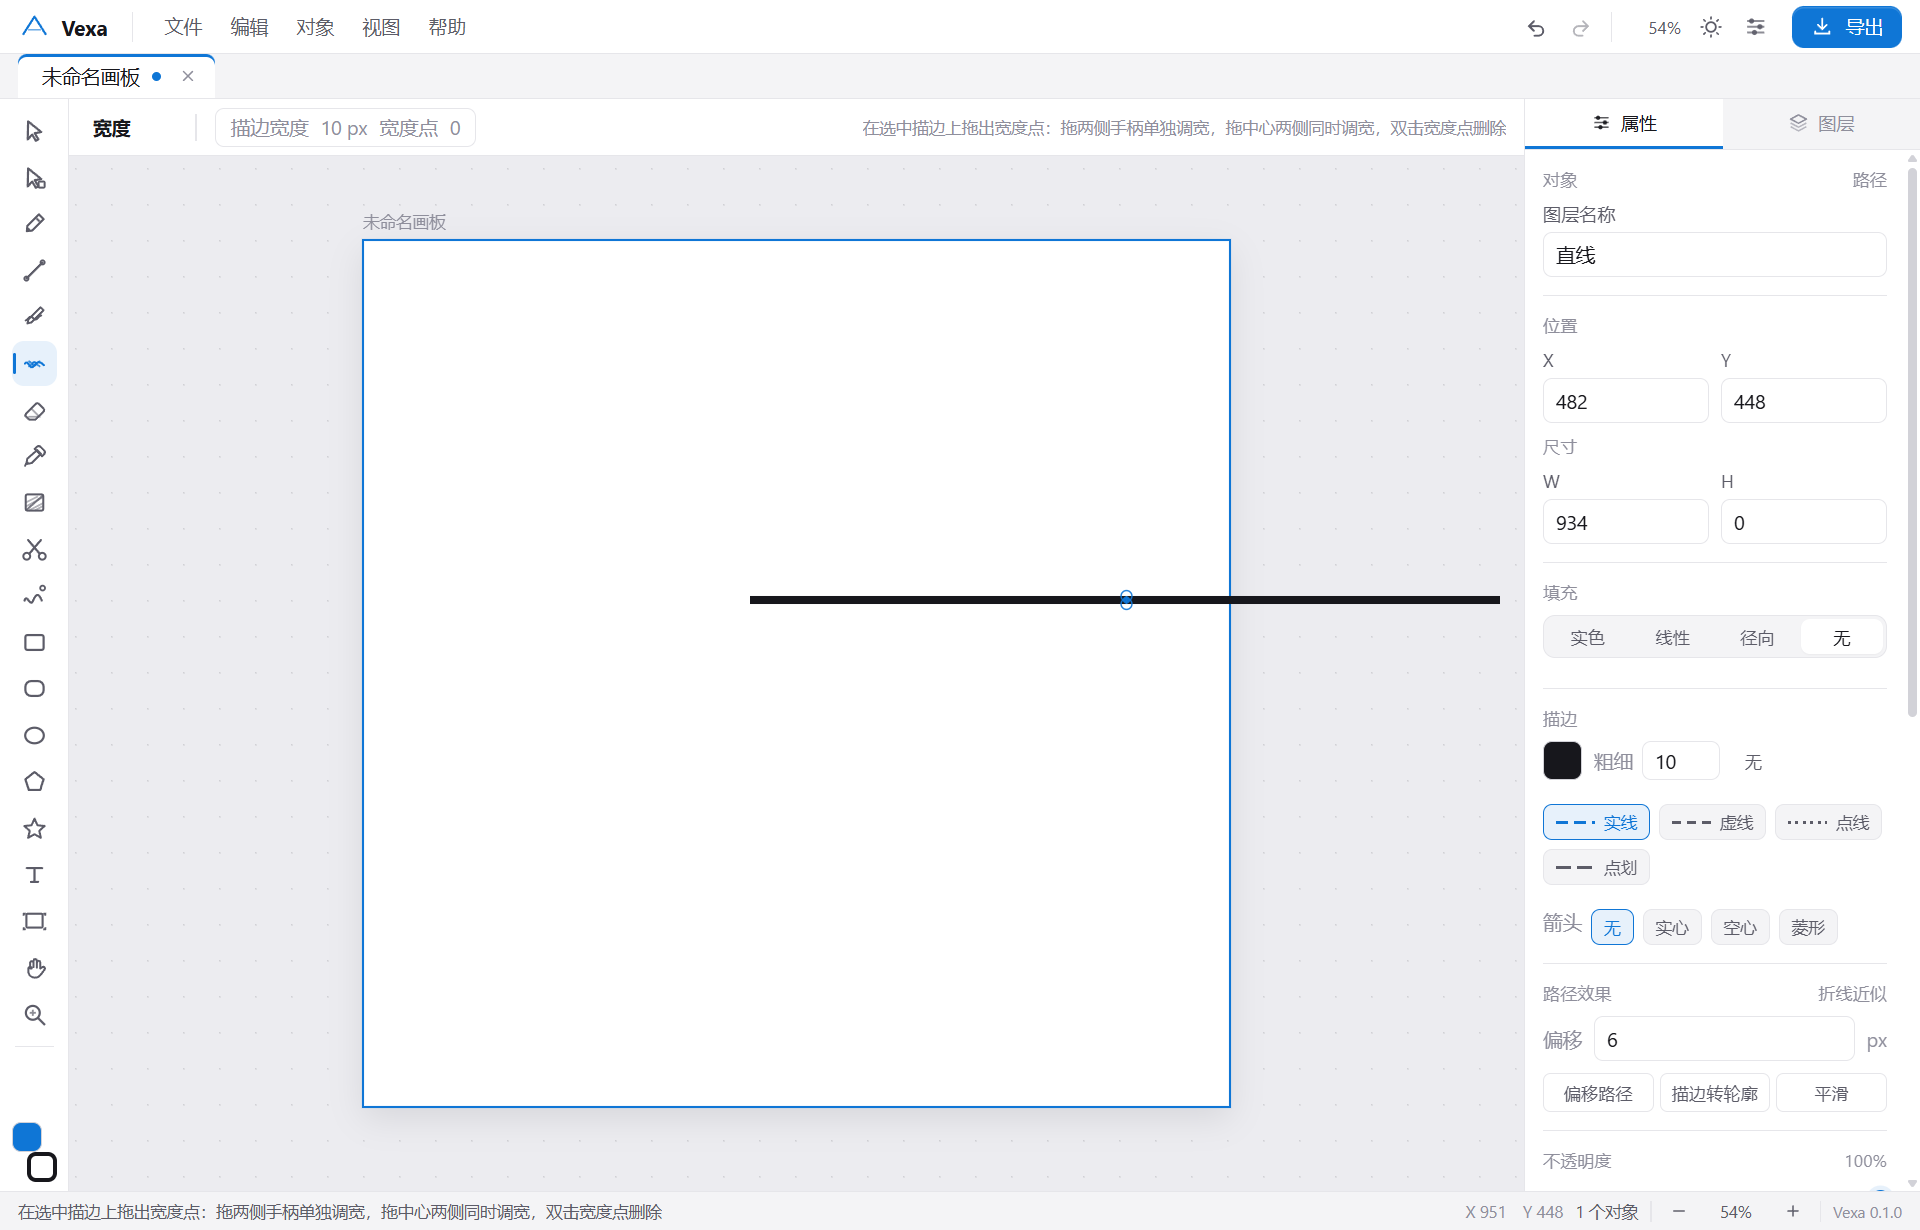 Vexa 文件 编辑 对象 视图 帮助 54% 导出
未命名画板
宽度 描边宽度 10 px 宽度点 0 在选中描边上拖出宽度点：拖两侧手柄单独调宽，拖中心两侧同时调宽，双击宽度点删除
属性 图层
未命名画板
对象 路径
图层名称
直线
位置
X Y
482 448
尺寸
W H
934 0
填充
实色 线性 径向 无
描边
粗细 10 无
实线 虚线 点线
点划
箭头 无 实心 空心 菱形
路径效果 折线近似
偏移 6 px
偏移路径 描边转轮廓 平滑
不透明度 100%
在选中描边上拖出宽度点：拖两侧手柄单独调宽，拖中心两侧同时调宽，双击宽度点删除 X 951 Y 448 1 个对象 54% Vexa 0.1.0